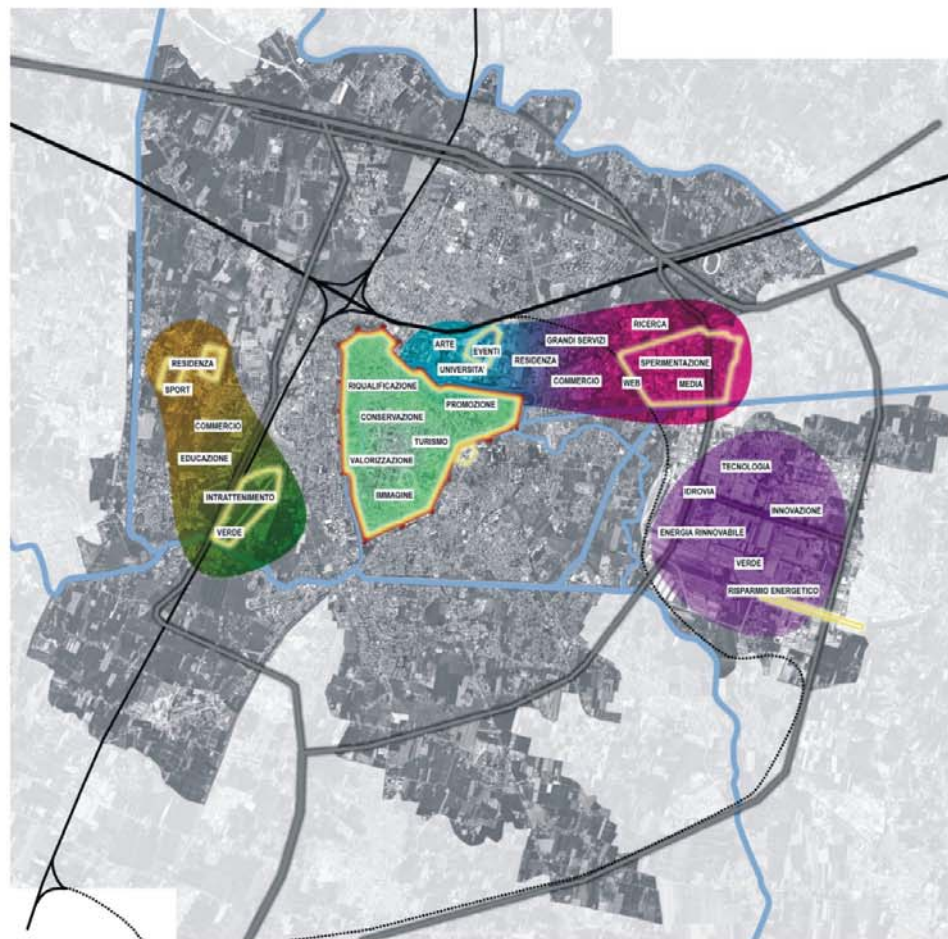 RESIDENZA
SPORT
COMMERCIO
EDUCAZIONE
INTRATTENIMENTO
VERDE
RIQUALIFICAZIONE
CONSERVAZIONE
PROMOZIONE
TURISMO
VALORIZZAZIONE
IMMAGINE
ARTE
EVENTI
UNIVERSITA'
RESIDENZA
GRANDI SERVIZI
COMMERCIO
RICERCA
SPERIMENTAZIONE
WEB
MEDIA
TECNOLOGIA
IDROVIA
INNOVAZIONE
ENERGIA RINNOVABILE
VERDE
RISPARMIO ENERGETICO